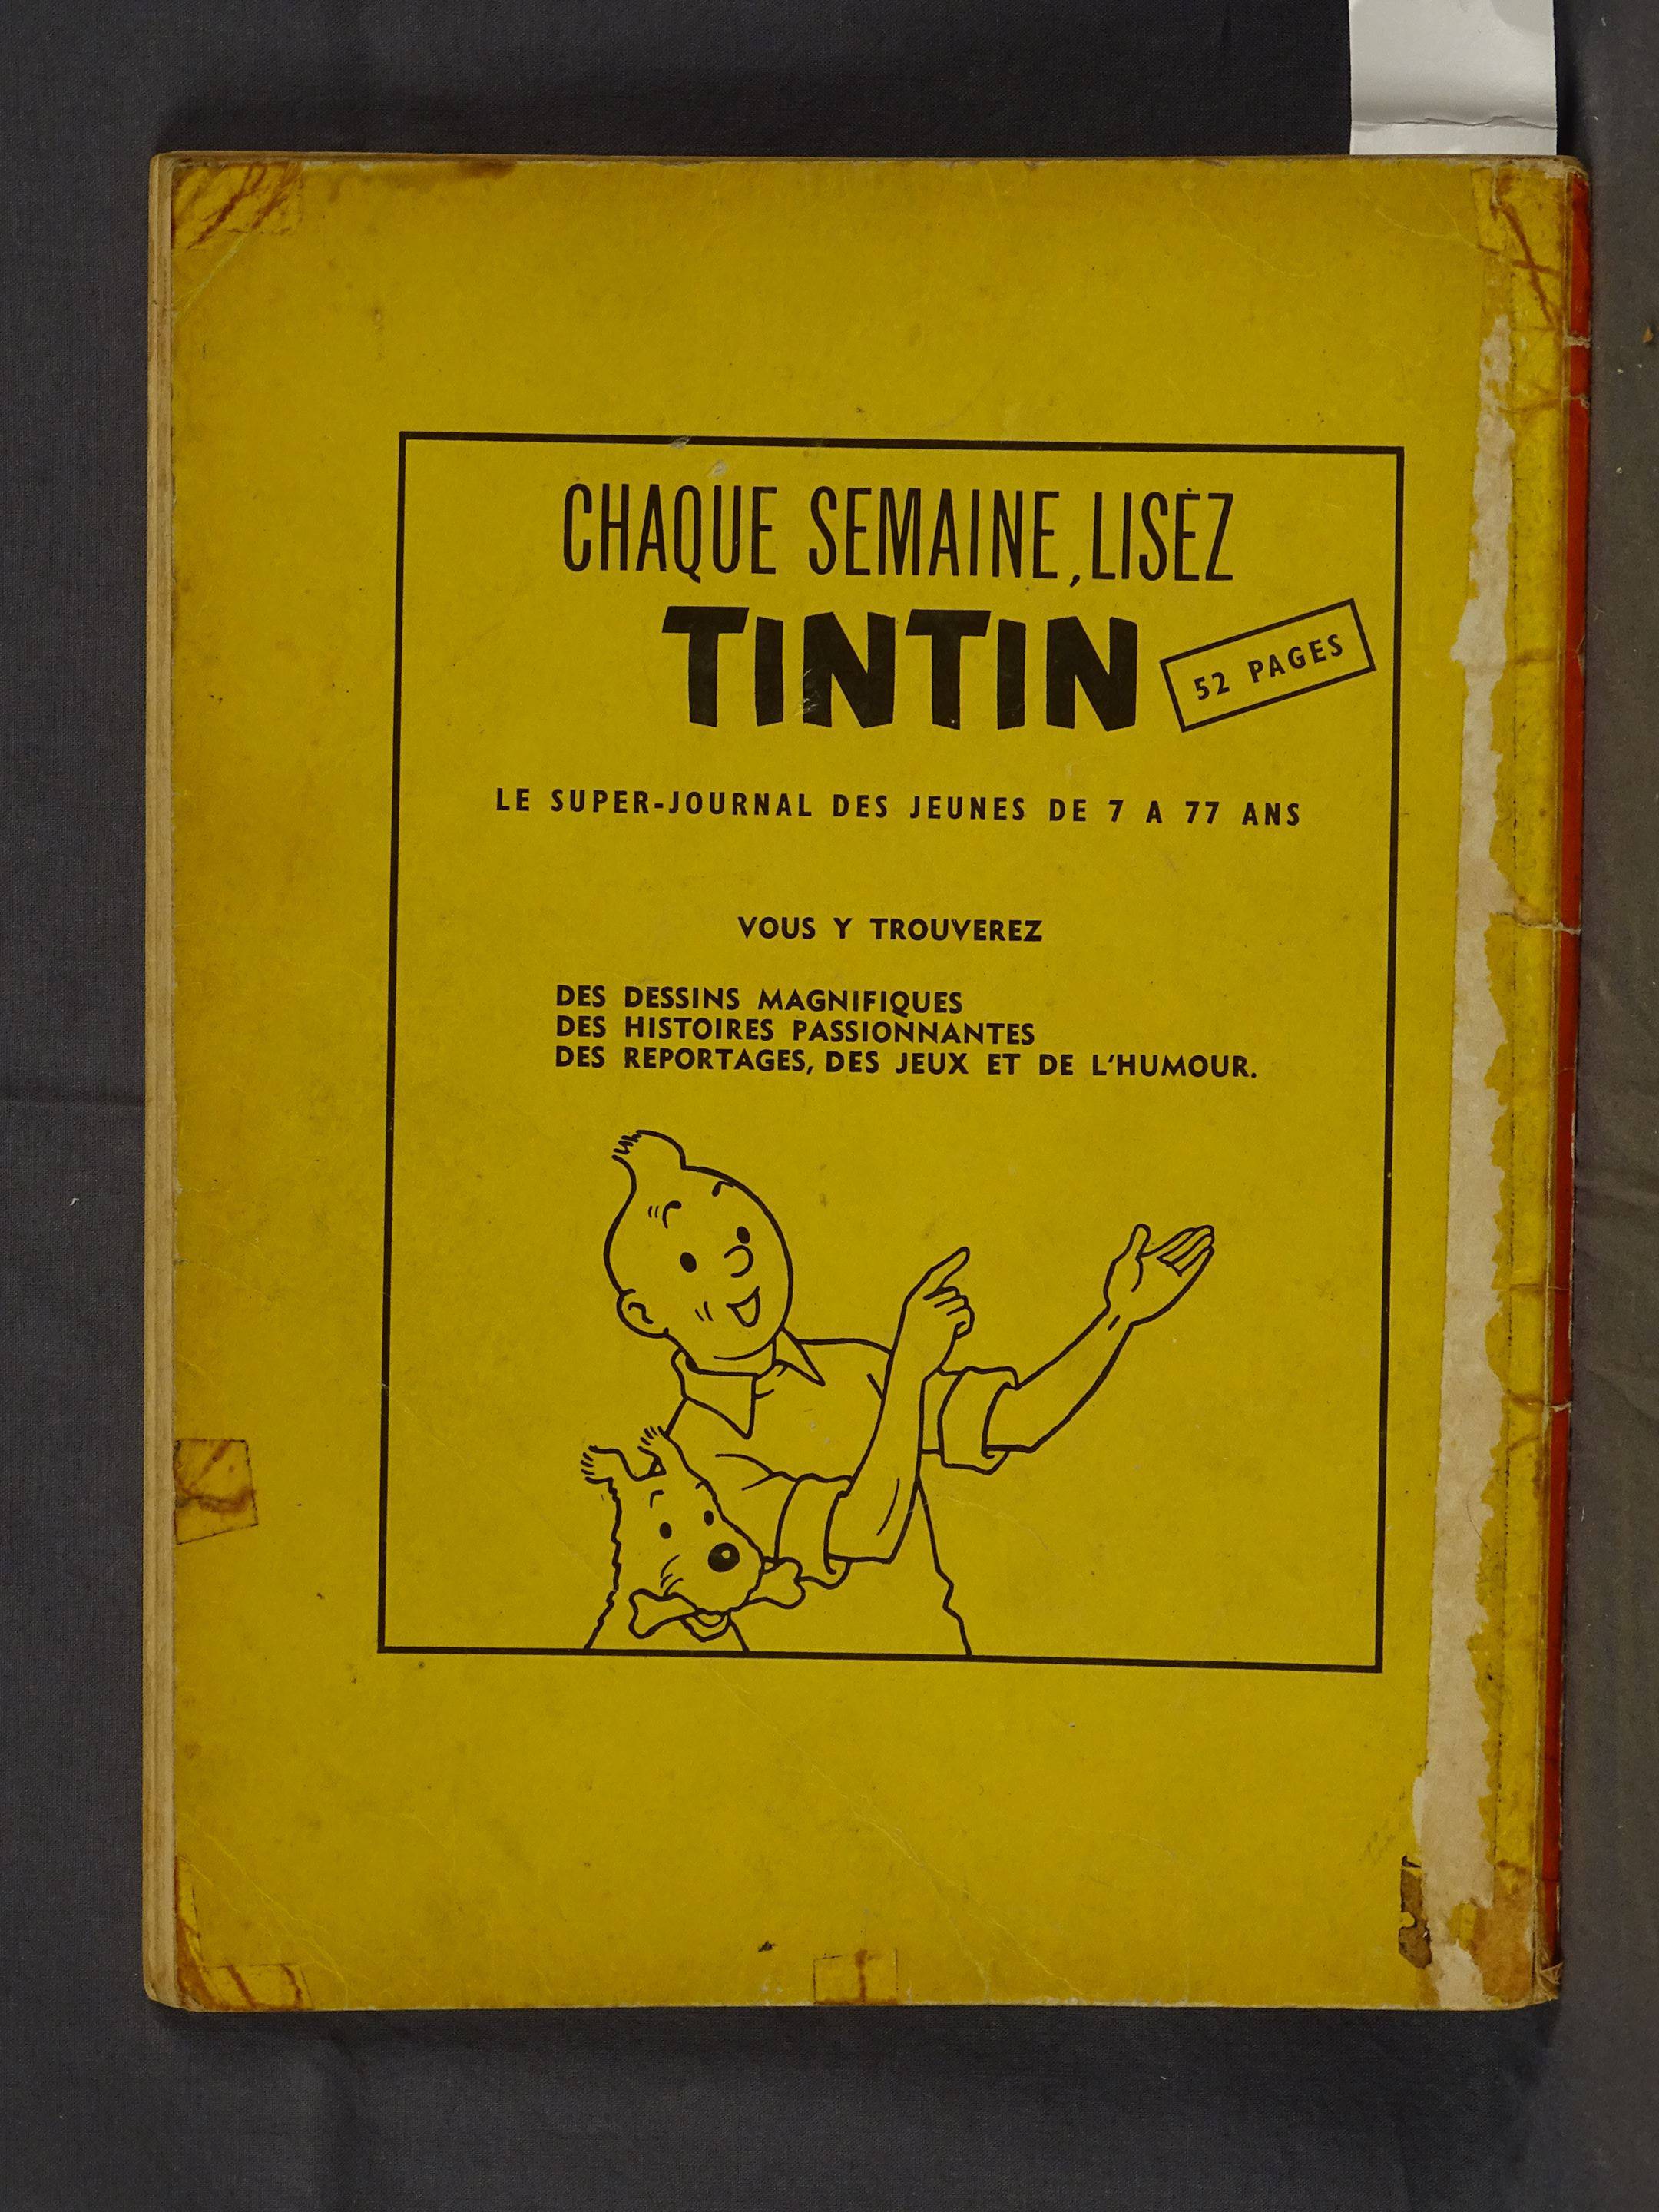 CHAQUE SEMAINE, LISEZ
TINTIN
52 PAGES
LE SUPER-JOURNAL DES JEUNES DE 7 A 77 ANS
VOUS Y TROUVEREZ
DES DESSINS MAGNIFIQUES
DES HISTOIRES PASSIONNANTES
DES REPORTAGES, DES JEUX ET DE L'HUMOUR.